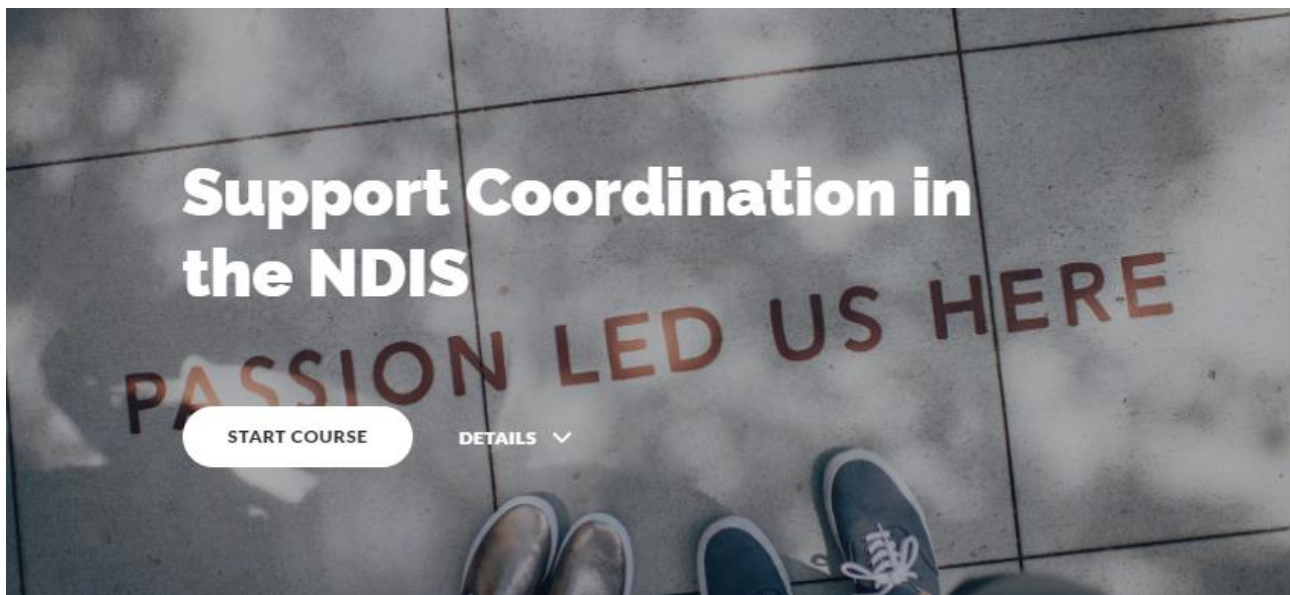 Support Coordination in
the NDIS
PASSION LED US HERE
START COURSE
DETAILS